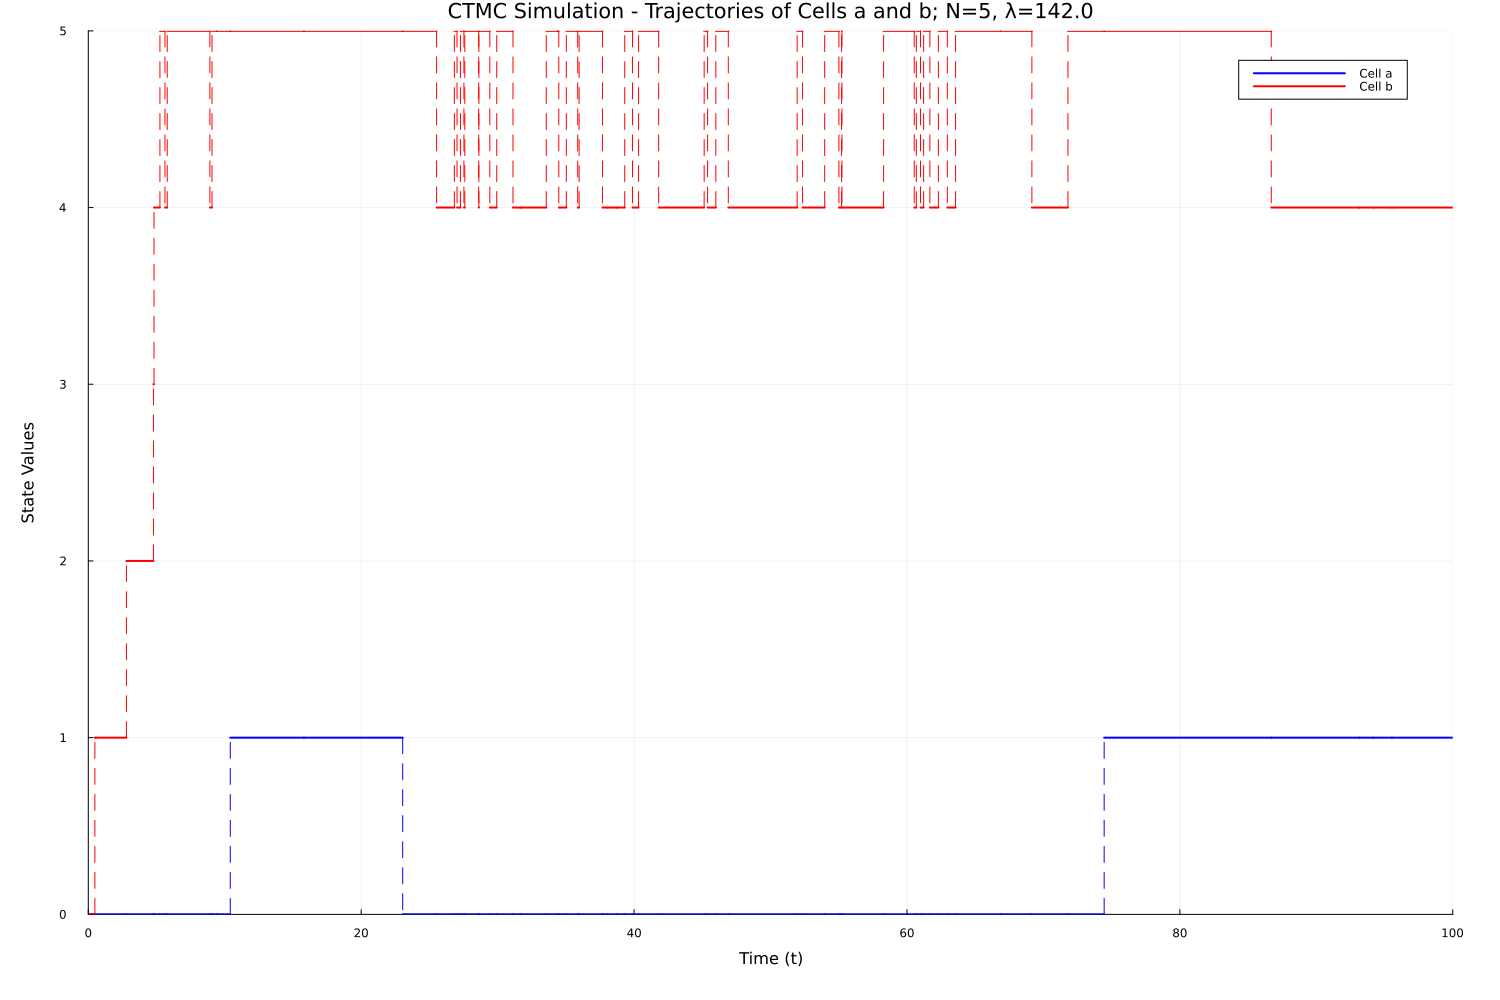 CTMC Simulation - Trajectories of Cells a and b; N=5, λ=142.0
5
Cell a
Cell b
4
3
State Values
2
1
0
0 20 40 60 80 100
Time (t)